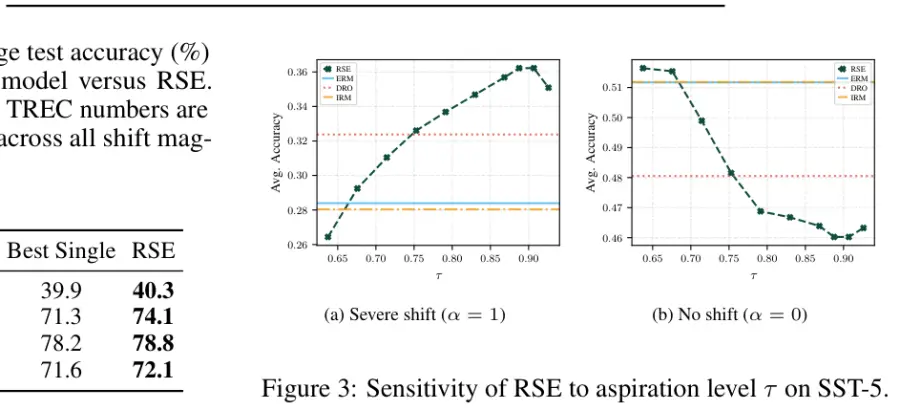 ge test accuracy (%)
model versus RSE.
TREC numbers are
across all shift mag-
Best Single RSE
39.9 40.3
71.3 74.1
78.2 78.8
71.6 72.1
RSE
ERM
DRO
IRM
Avg. Accuracy
0.36
0.34
0.32
0.30
0.28
0.26
0.65 0.70 0.75 0.80 0.85 0.90
τ
(a) Severe shift (α = 1)
RSE
ERM
DRO
IRM
Avg. Accuracy
0.51
0.50
0.49
0.48
0.47
0.46
0.65 0.70 0.75 0.80 0.85 0.90
τ
(b) No shift (α = 0)
Figure 3: Sensitivity of RSE to aspiration level τ on SST-5.